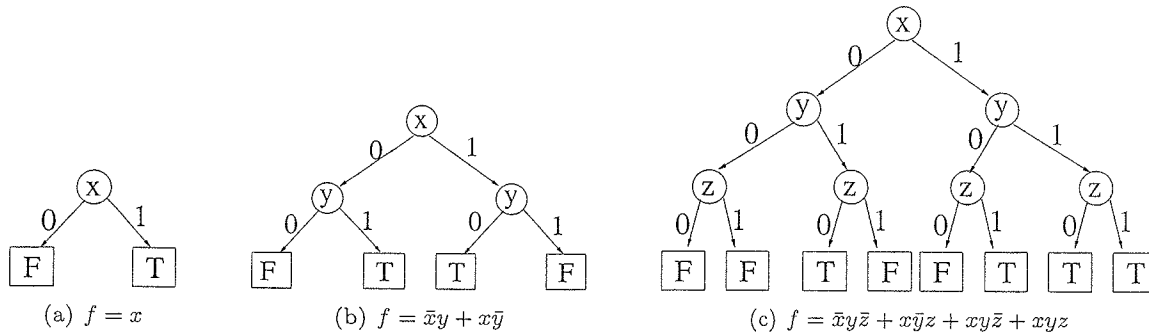 x
0 1
y y
0 1 0 1
z z z z
0 1 0 1 0 1 0 1
F F T F F T T T
x
0 1
y y
0 1 0 1
F T T F
x
0 1
F T
(a) f = x
(b) f = x̄y + xȳ
(c) f = x̄yz̄ + xȳz + xyz̄ + xyz